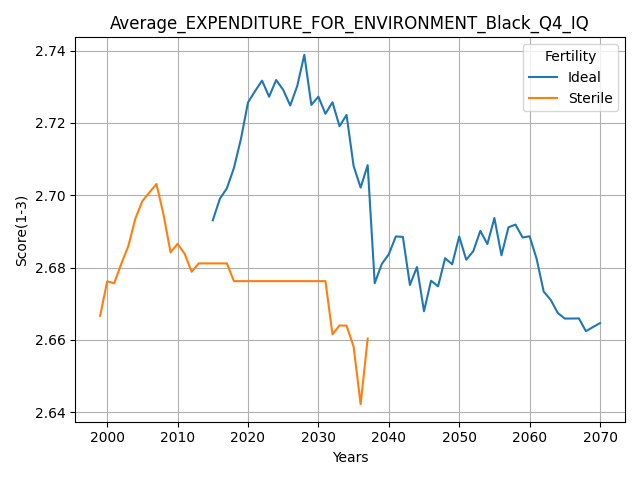 Average_EXPENDITURE_FOR_ENVIRONMENT_Black_Q4_IQ
Fertility
Ideal
Sterile
Score(1-3)
2.74
2.72
2.70
2.68
2.66
2.64
2000 2010 2020 2030 2040 2050 2060 2070
Years